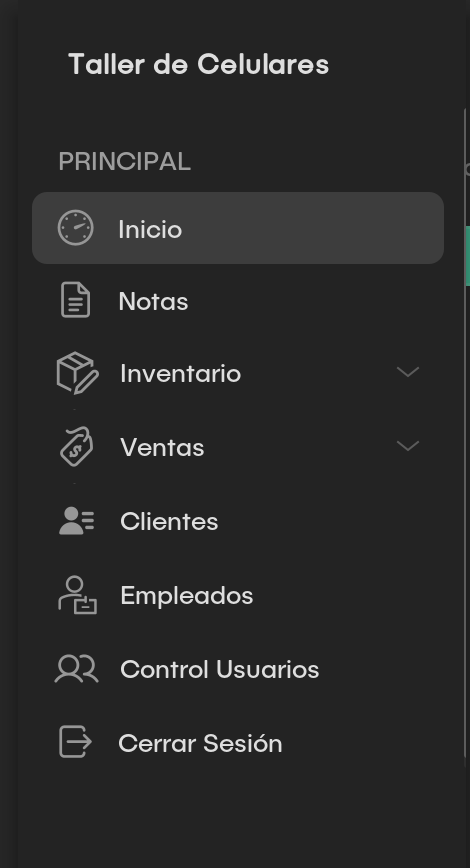 Taller de Celulares
PRINCIPAL
Inicio
Notas
Inventario
Ventas
Clientes
Empleados
Control Usuarios
Cerrar Sesión